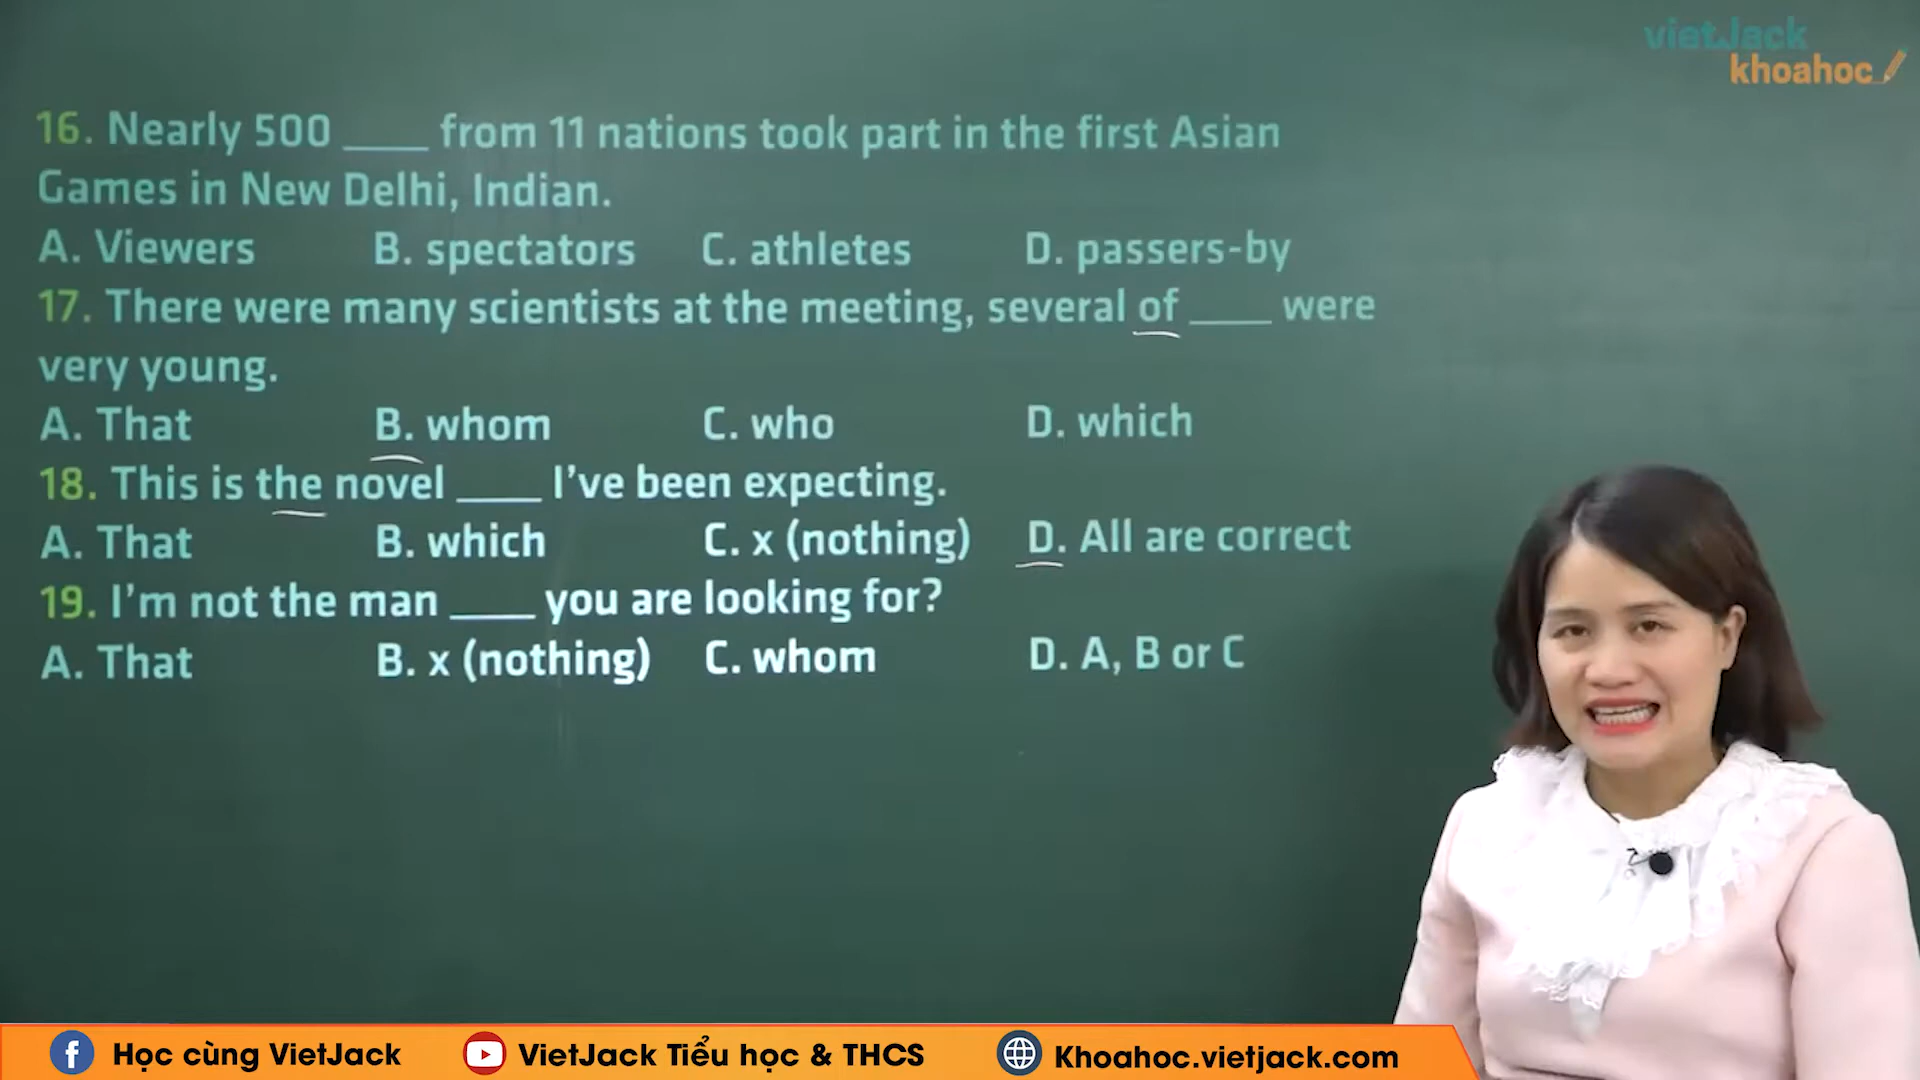 vietJack
khoahoc
16. Nearly 500 ____ from 11 nations took part in the first Asian
Games in New Delhi, Indian.
A. Viewers B. spectators C. athletes D. passers-by
17. There were many scientists at the meeting, several of ____ were
very young.
A. That B. whom C. who D. which
18. This is the novel ____ I've been expecting.
A. That B. which C. x (nothing) D. All are correct
19. I'm not the man ____ you are looking for?
A. That B. x (nothing) C. whom D. A, B or C
Học cùng VietJack VietJack Tiểu học & THCS Khoahoc.vietjack.com